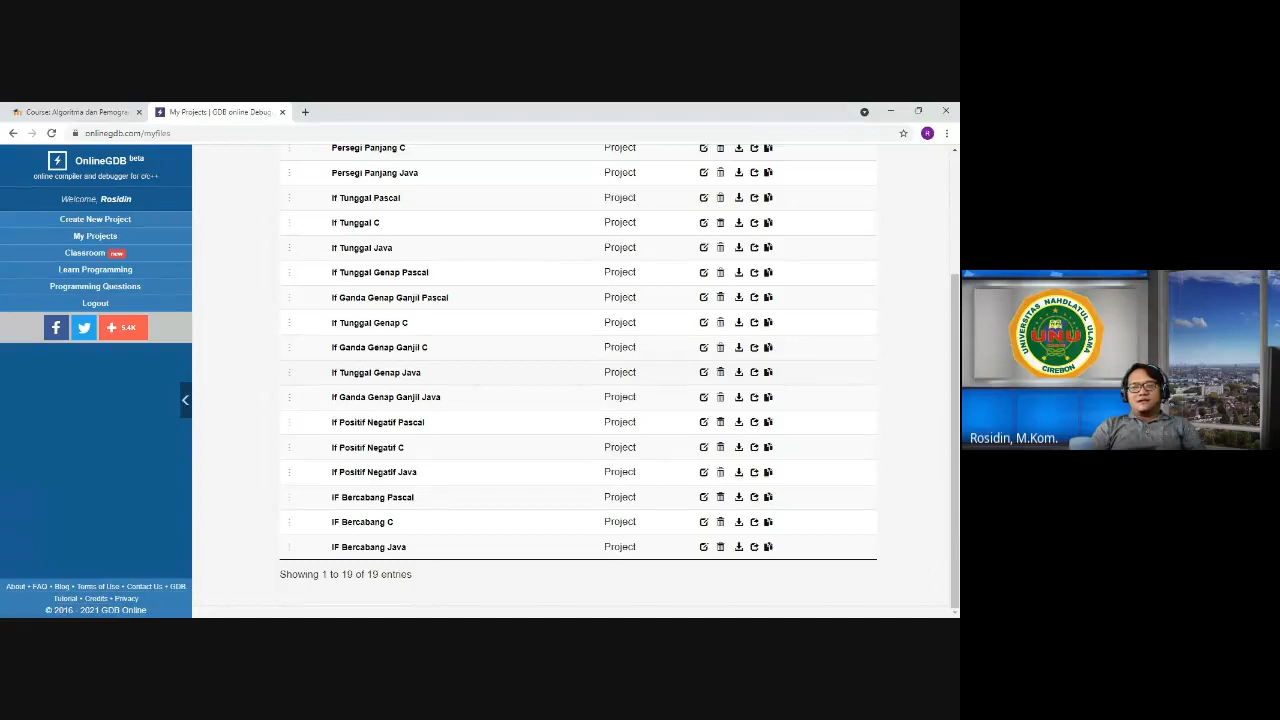 Course: Algoritma dan Pemogra
My Projects | GDB online Debug
onlinegdb.com/myfiles
R
OnlineGDB beta
online compiler and debugger for c/c++
Welcome, Rosidin
Create New Project
My Projects
Classroom new
Learn Programming
Programming Questions
Logout
5.4K
Persegi Panjang C Project
Persegi Panjang Java Project
If Tunggal Pascal Project
If Tunggal C Project
If Tunggal Java Project
If Tunggal Genap Pascal Project
If Ganda Genap Ganjil Pascal Project
If Tunggal Genap C Project
If Ganda Genap Ganjil C Project
If Tunggal Genap Java Project
If Ganda Genap Ganjil Java Project
If Positif Negatif Pascal Project
If Positif Negatif C Project
If Positif Negatif Java Project
IF Bercabang Pascal Project
IF Bercabang C Project
IF Bercabang Java Project
Showing 1 to 19 of 19 entries
About • FAQ • Blog • Terms of Use • Contact Us • GDB
Tutorial • Credits • Privacy
© 2016 - 2021 GDB Online
UNIVERSITAS NAHDLATUL ULAMA
UNU
CIREBON
Rosidin, M.Kom.